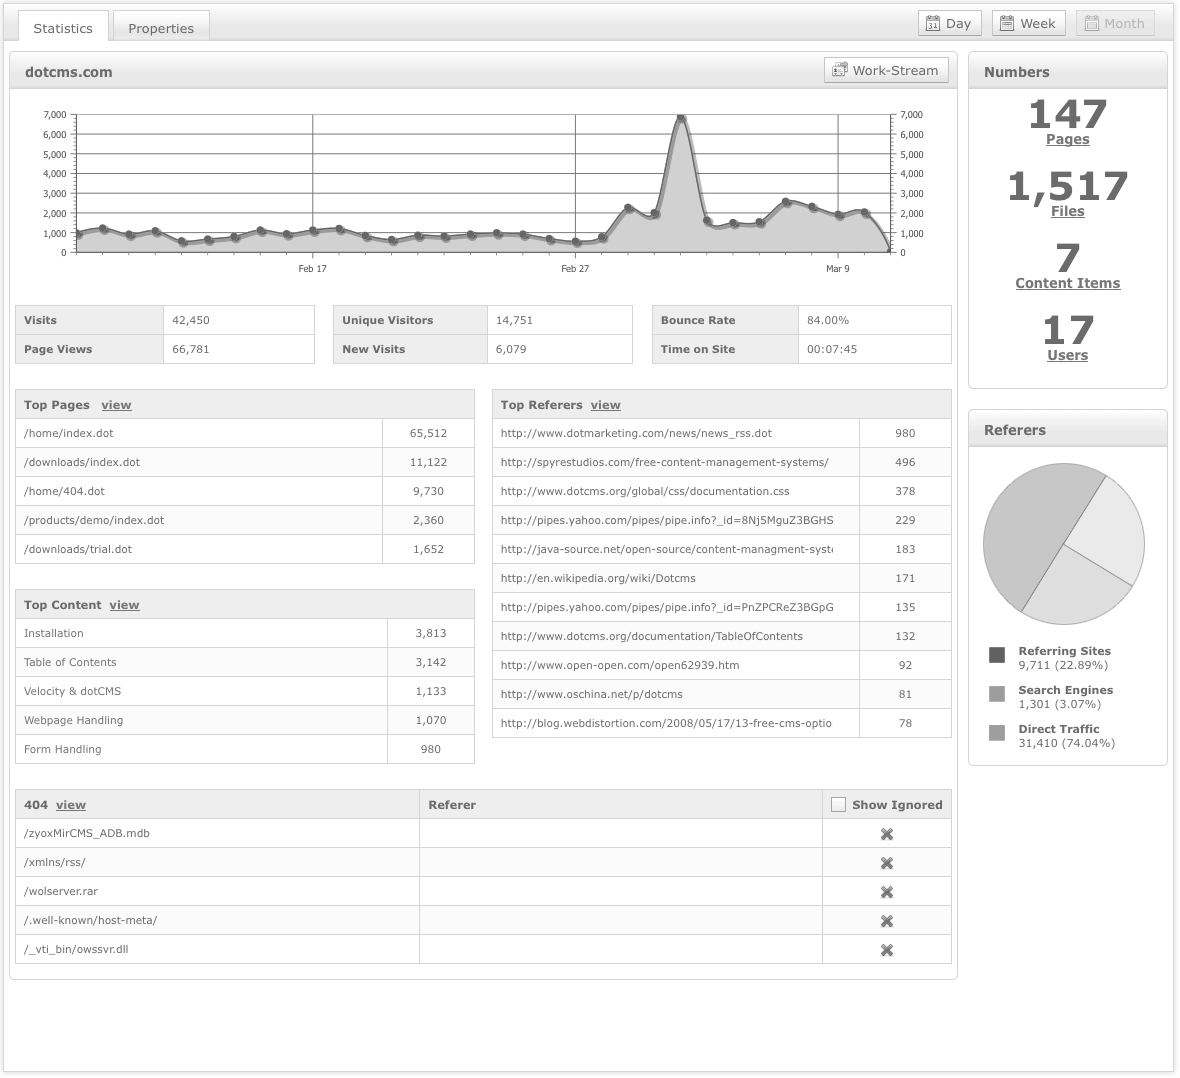 Statistics
Properties
31 Day
Week
Month
dotcms.com
Work-Stream
7,000 7,000
6,000 6,000
5,000 5,000
4,000 4,000
3,000 3,000
2,000 2,000
1,000 1,000
0 0
Feb 17 Feb 27 Mar 9
Visits 42,450 Unique Visitors 14,751 Bounce Rate 84.00%
Page Views 66,781 New Visits 6,079 Time on Site 00:07:45
Top Pages view
/home/index.dot 65,512
/downloads/index.dot 11,122
/home/404.dot 9,730
/products/demo/index.dot 2,360
/downloads/trial.dot 1,652
Top Content view
Installation 3,813
Table of Contents 3,142
Velocity & dotCMS 1,133
Webpage Handling 1,070
Form Handling 980
Top Referers view
http://www.dotmarketing.com/news/news_rss.dot 980
http://spyrestudios.com/free-content-management-systems/ 496
http://www.dotcms.org/global/css/documentation.css 378
http://pipes.yahoo.com/pipes/pipe.info?_id=8Nj5MguZ3BGHS 229
http://java-source.net/open-source/content-managment-syste 183
http://en.wikipedia.org/wiki/Dotcms 171
http://pipes.yahoo.com/pipes/pipe.info?_id=PnZPCReZ3BGpG 135
http://www.dotcms.org/documentation/TableOfContents 132
http://www.open-open.com/open62939.htm 92
http://www.oschina.net/p/dotcms 81
http://blog.webdistortion.com/2008/05/17/13-free-cms-optio 78
404 view Referer Show Ignored
/zyoxMirCMS_ADB.mdb
/xmlns/rss/
/wolserver.rar
/.well-known/host-meta/
/_vti_bin/owssvr.dll
Numbers
147
Pages
1,517
Files
7
Content Items
17
Users
Referers
Referring Sites
9,711 (22.89%)
Search Engines
1,301 (3.07%)
Direct Traffic
31,410 (74.04%)